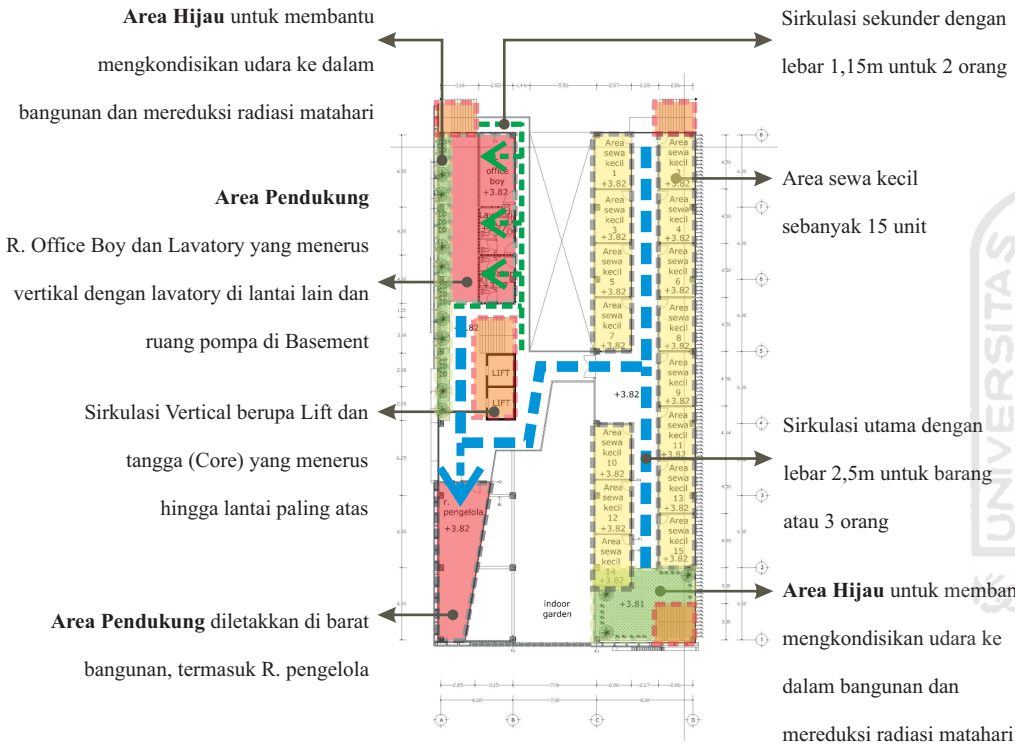 Area Hijau untuk membantu
mengkondisikan udara ke dalam
bangunan dan mereduksi radiasi matahari
Area Pendukung
R. Office Boy dan Lavatory yang menerus
vertikal dengan lavatory di lantai lain dan
ruang pompa di Basement
Sirkulasi Vertical berupa Lift dan
tangga (Core) yang menerus
hingga lantai paling atas
Area Pendukung diletakkan di barat
bangunan, termasuk R. pengelola
Sirkulasi sekunder dengan
lebar 1,15m untuk 2 orang
Area sewa kecil
sebanyak 15 unit
Sirkulasi utama dengan
lebar 2,5m untuk barang
atau 3 orang
Area Hijau untuk memban
mengkondisikan udara ke
dalam bangunan dan
mereduksi radiasi matahari
office
boy
+3.82
LIFT
LIFT
r.
pengelola
+3.82
indoor
garden
+3.82
+3.81
Area
sewa
kecil
1
+3.82
Area
sewa
kecil
3
+3.82
Area
sewa
kecil
5
+3.82
Area
sewa
kecil
7
+3.82
Area
sewa
kecil
10
+3.82
Area
sewa
kecil
12
+3.82
Area
sewa
kecil
14
+3.82
Area
sewa
kecil
+3.82
Area
sewa
kecil
4
+3.82
Area
sewa
kecil
6
+3.82
Area
sewa
kecil
8
+3.82
Area
sewa
kecil
9
+3.82
Area
sewa
kecil
11
+3.82
Area
sewa
kecil
13
+3.82
Area
sewa
kecil
15
+3.82
A
B
C
D
UNIVERSITAS